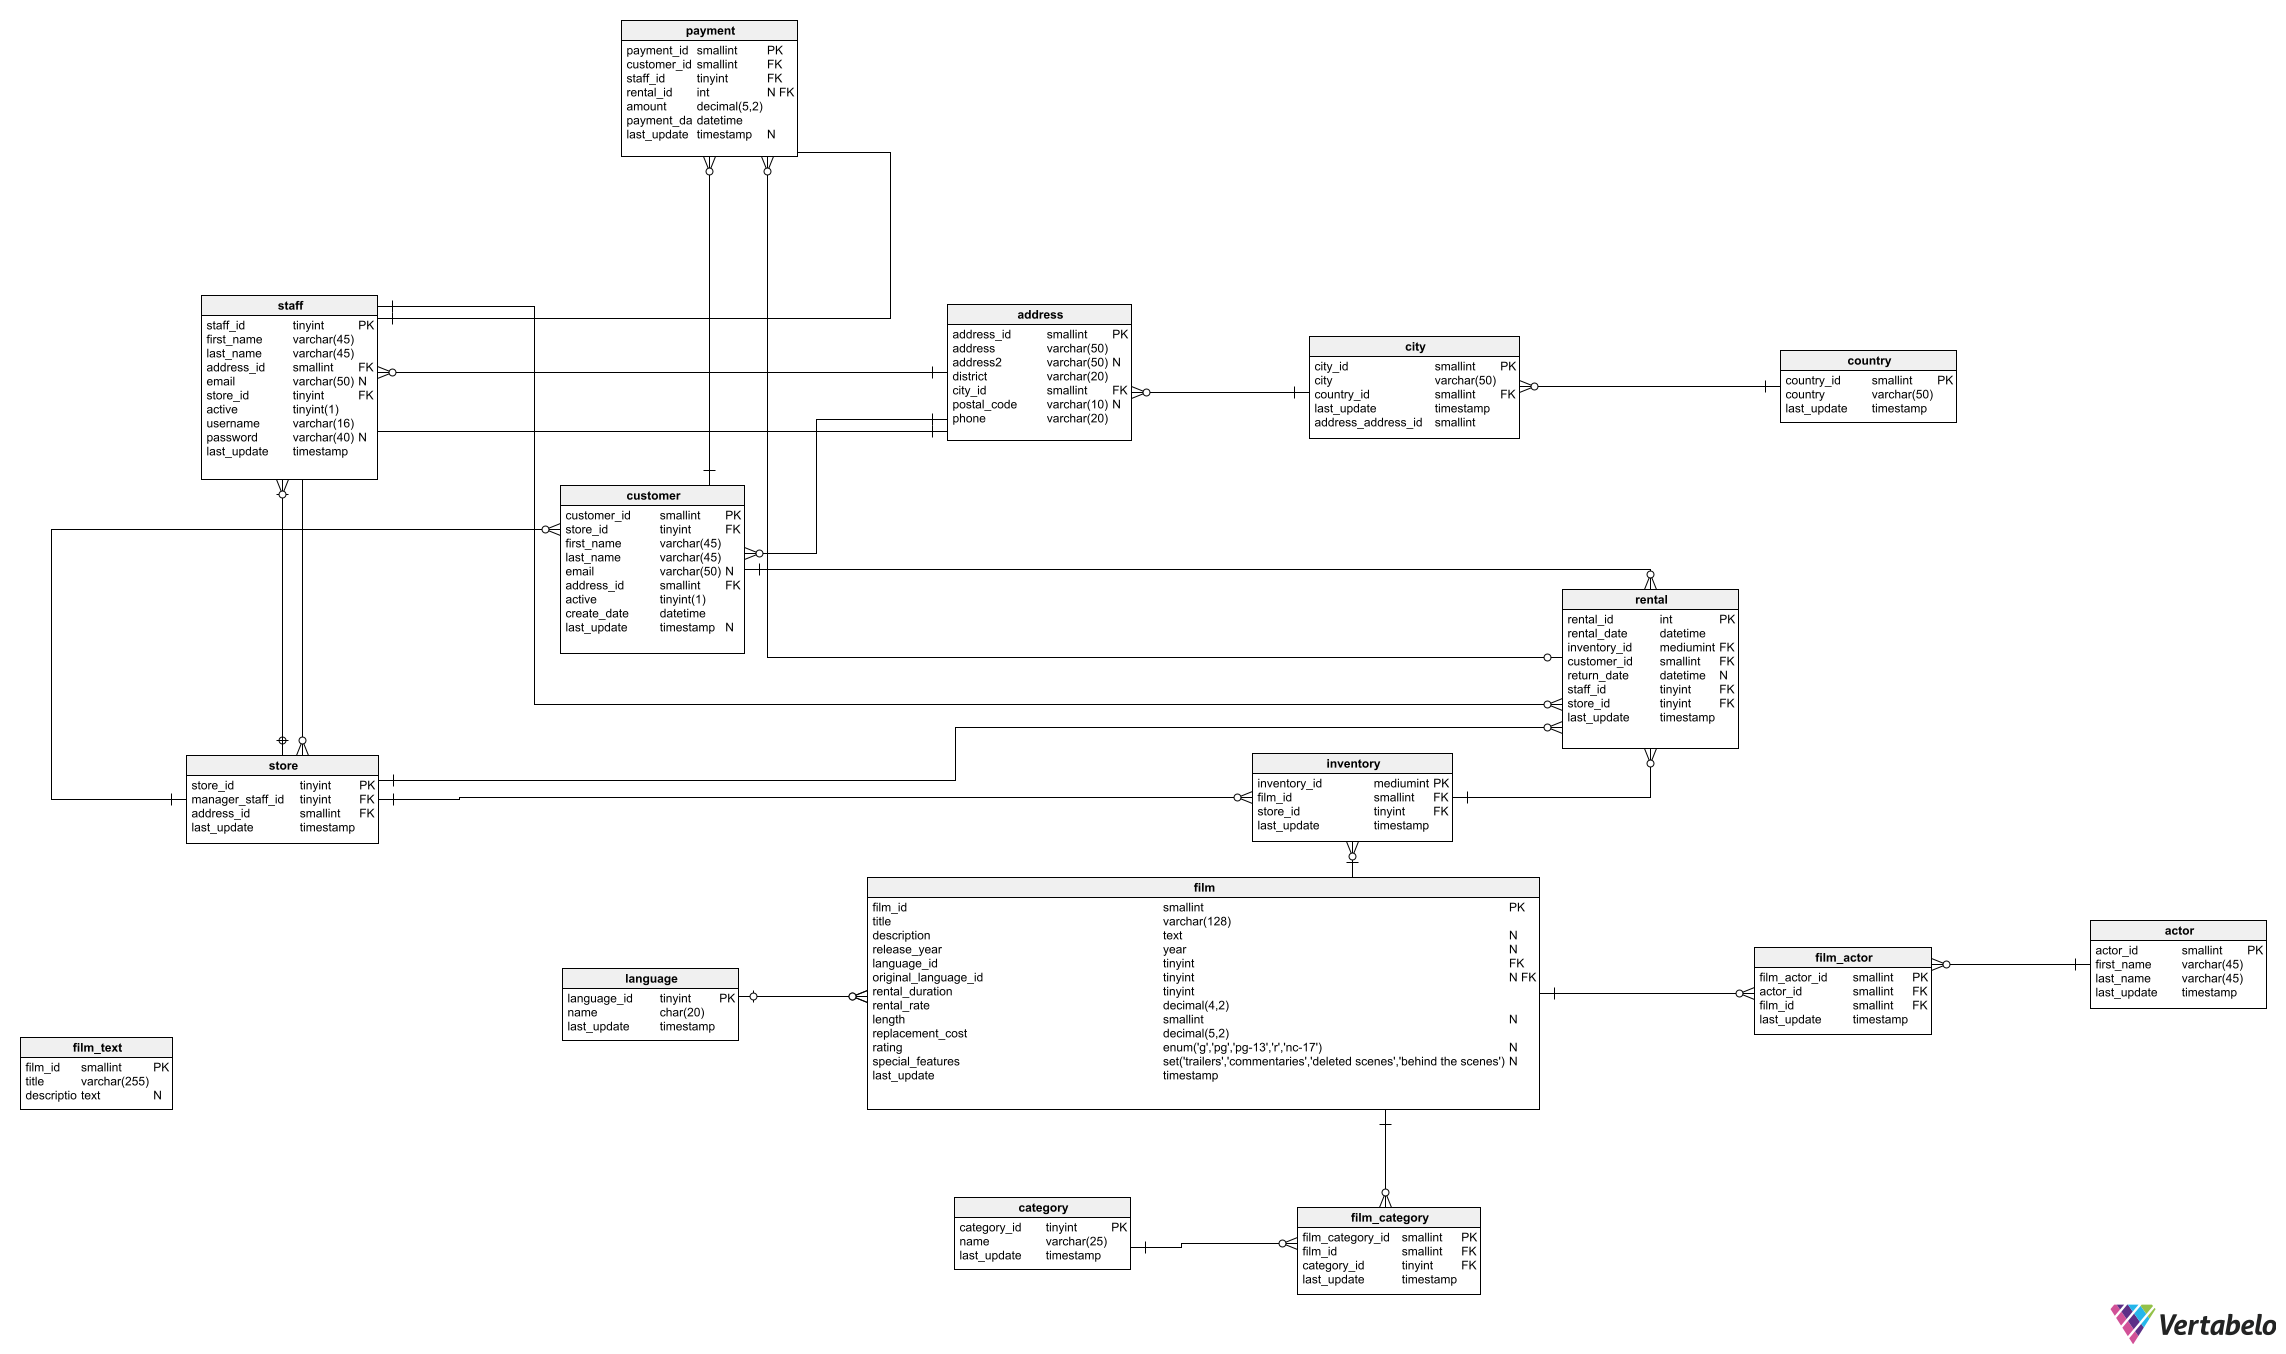 payment
payment_id smallint PK
customer_id smallint FK
staff_id tinyint FK
rental_id int N FK
amount decimal(5,2)
payment_da datetime
last_update timestamp N
staff
staff_id tinyint PK
first_name varchar(45)
last_name varchar(45)
address_id smallint FK
email varchar(50) N
store_id tinyint FK
active tinyint(1)
username varchar(16)
password varchar(40) N
last_update timestamp
address
address_id smallint PK
address varchar(50)
address2 varchar(50) N
district varchar(20)
city_id smallint FK
postal_code varchar(10) N
phone varchar(20)
city
city_id smallint PK
city varchar(50)
country_id smallint FK
last_update timestamp
address_address_id smallint
country
country_id smallint PK
country varchar(50)
last_update timestamp
customer
customer_id smallint PK
store_id tinyint FK
first_name varchar(45)
last_name varchar(45)
email varchar(50) N
address_id smallint FK
active tinyint(1)
create_date datetime
last_update timestamp N
rental
rental_id int PK
rental_date datetime
inventory_id mediumint FK
customer_id smallint FK
return_date datetime N
staff_id tinyint FK
store_id tinyint FK
last_update timestamp
store
store_id tinyint PK
manager_staff_id tinyint FK
address_id smallint FK
last_update timestamp
inventory
inventory_id mediumint PK
film_id smallint FK
store_id tinyint FK
last_update timestamp
film
film_id smallint PK
title varchar(128)
description text N
release_year year N
language_id tinyint FK
original_language_id tinyint N FK
rental_duration tinyint
rental_rate decimal(4,2)
length smallint N
replacement_cost decimal(5,2)
rating enum('g','pg','pg-13','r','nc-17') N
special_features set('trailers','commentaries','deleted scenes','behind the scenes') N
last_update timestamp
language
language_id tinyint PK
name char(20)
last_update timestamp
film_actor
film_actor_id smallint PK
actor_id smallint FK
film_id smallint FK
last_update timestamp
actor
actor_id smallint PK
first_name varchar(45)
last_name varchar(45)
last_update timestamp
film_text
film_id smallint PK
title varchar(255)
descriptio text N
category
category_id tinyint PK
name varchar(25)
last_update timestamp
film_category
film_category_id smallint PK
film_id smallint FK
category_id tinyint FK
last_update timestamp
Vertabelo